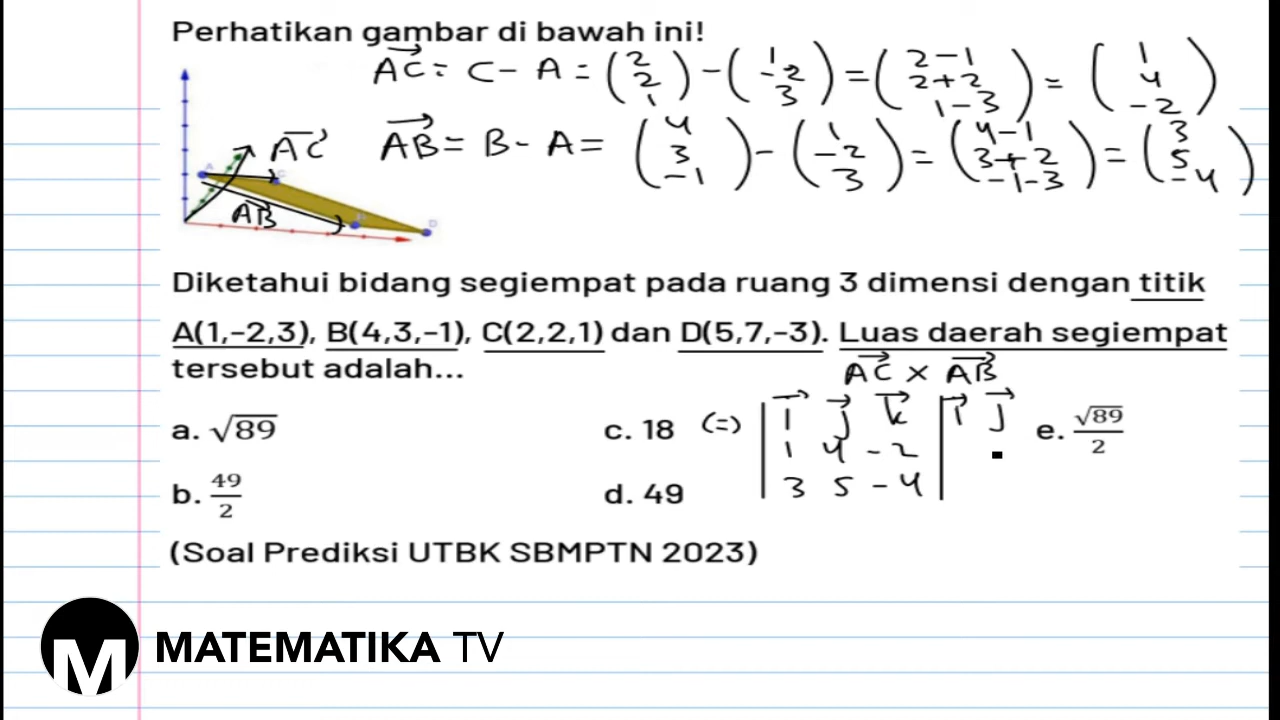 Perhatikan gambar di bawah ini!
AC = C - A = (2 2 1) - (1 -2 3) = (2-1 2+2 1-3) = (1 4 -2)
AB = B - A = (4 3 -1) - (1 -2 3) = (4-1 3+2 -1-3) = (3 5 -4)
AC
A
C
AB
B
D
Diketahui bidang segiempat pada ruang 3 dimensi dengan titik
A(1,-2,3), B(4,3,-1), C(2,2,1) dan D(5,7,-3). Luas daerah segiempat
tersebut adalah...
AC x AB
a. √89
c. 18
(=) | i j k | i j
1 4 -2
3 5 -4
e. √89/2
b. 49/2
d. 49
(Soal Prediksi UTBK SBMPTN 2023)
M MATEMATIKA TV